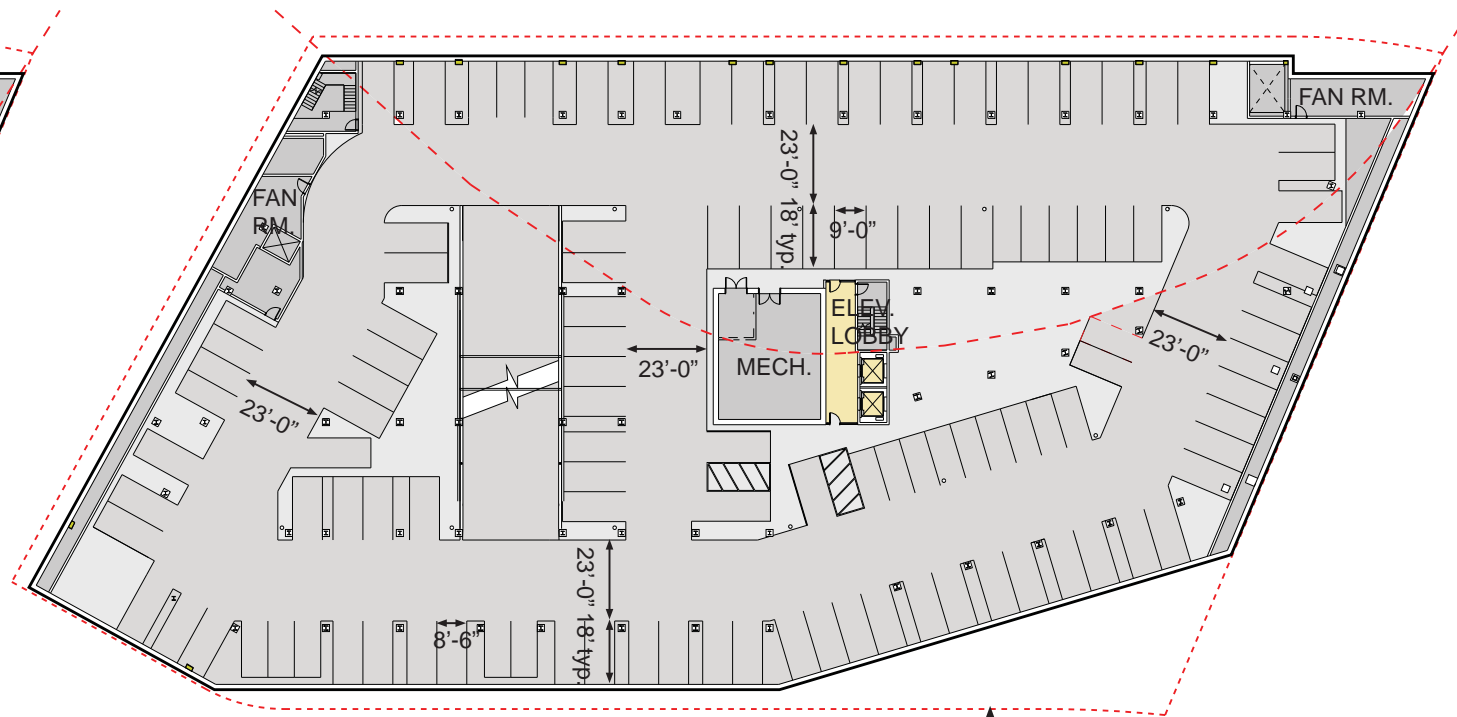 FAN RM.
23’-0” 18’ typ.
FAN
RM.
9’-0”
ELEV.
LOBBY
23’-0”
23’-0”
MECH.
23’-0”
23’-0” 18’ typ.
8’-6”